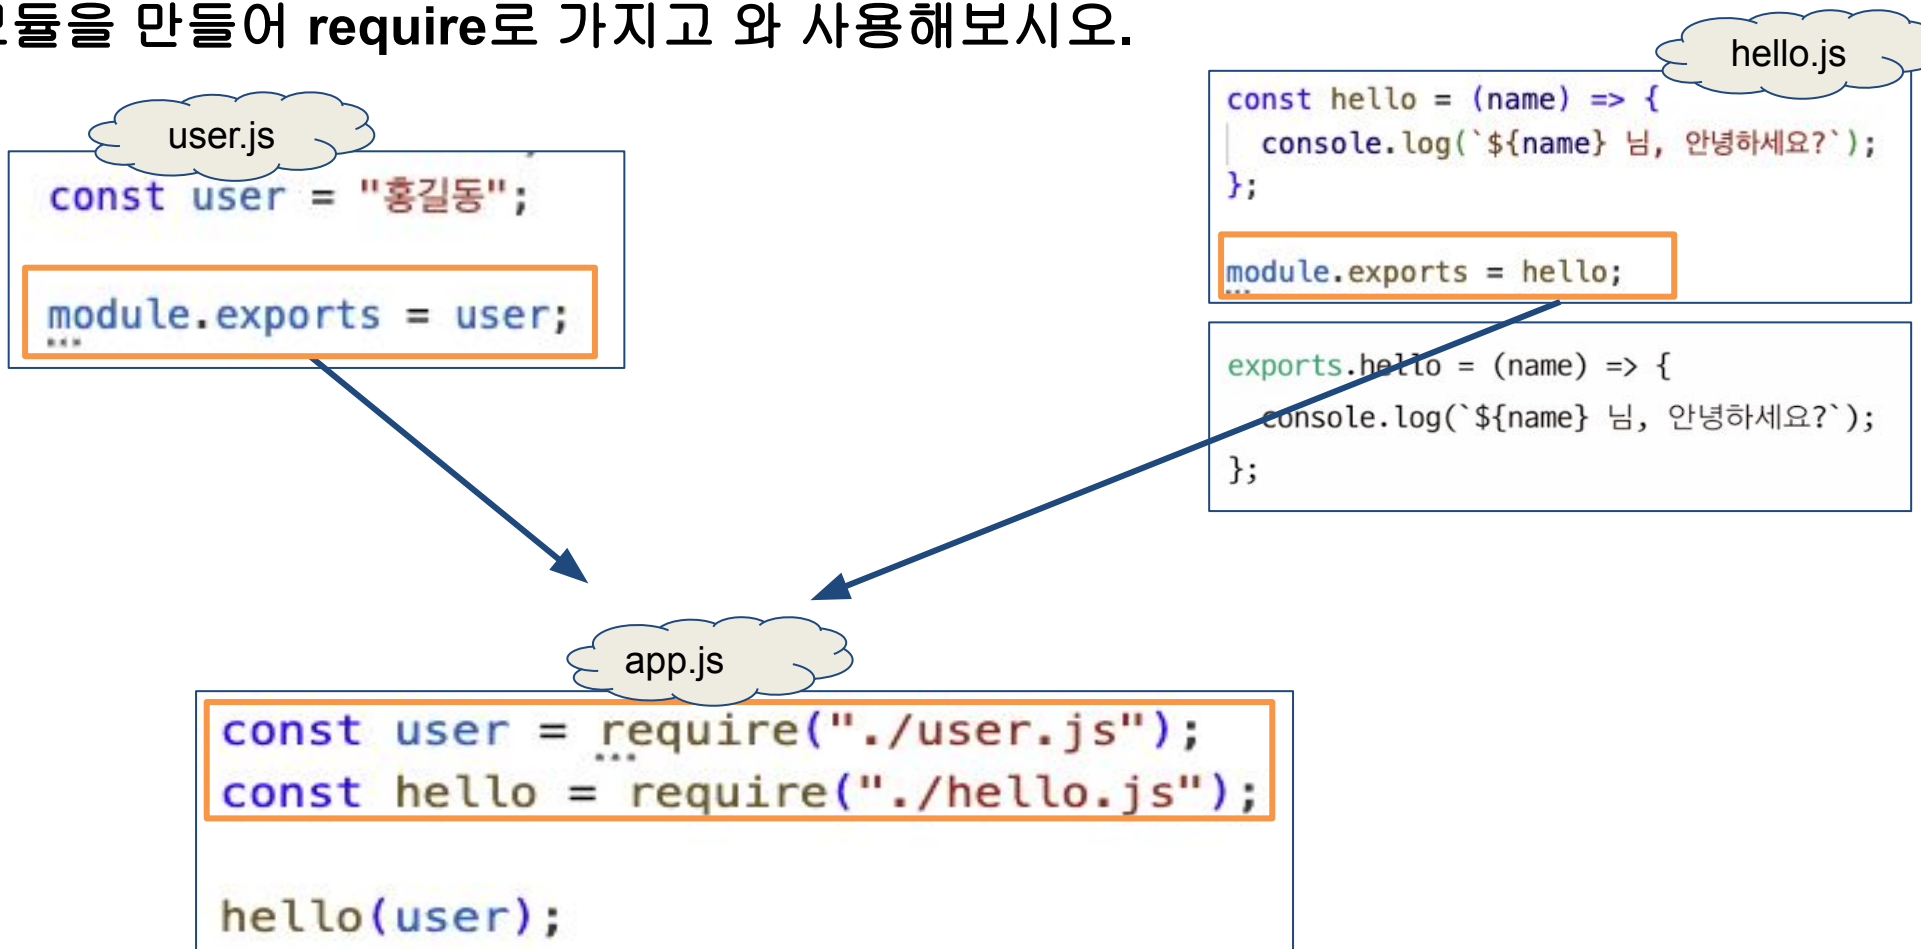 모듈을 만들어 require로 가지고 와 사용해보시오.
user.js
const user = "홍길동";
module.exports = user;
hello.js
const hello = (name) => {
console.log(`${name} 님, 안녕하세요?`);
};
module.exports = hello;
exports.hello = (name) => {
console.log(`${name} 님, 안녕하세요?`);
};
app.js
const user = require("./user.js");
const hello = require("./hello.js");
hello(user);